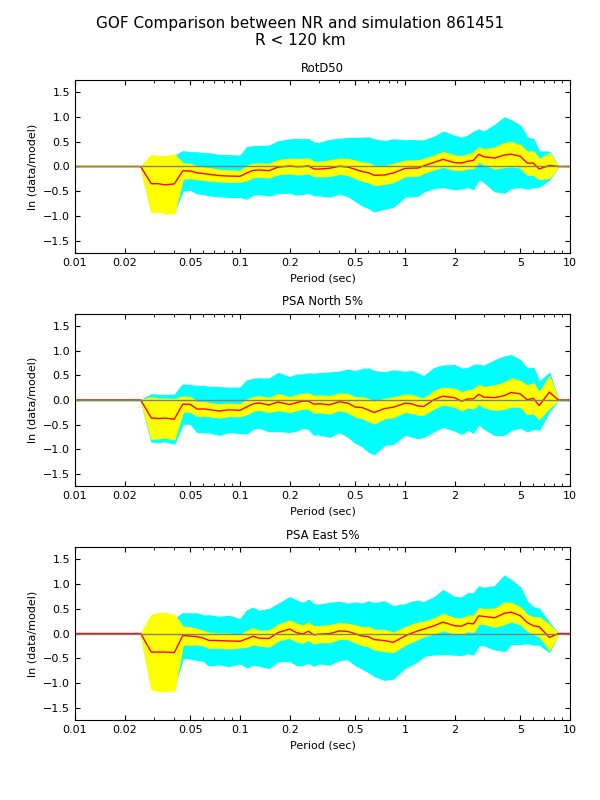 GOF Comparison between NR and simulation 861451
R < 120 km
RotD50
ln (data/model)
1.5
1.0
0.5
0.0
−0.5
−1.0
−1.5
0.01 0.02 0.05 0.1 0.2 0.5 1 2 5 10
Period (sec)
PSA North 5%
ln (data/model)
1.5
1.0
0.5
0.0
−0.5
−1.0
−1.5
0.01 0.02 0.05 0.1 0.2 0.5 1 2 5 10
Period (sec)
PSA East 5%
ln (data/model)
1.5
1.0
0.5
0.0
−0.5
−1.0
−1.5
0.01 0.02 0.05 0.1 0.2 0.5 1 2 5 10
Period (sec)